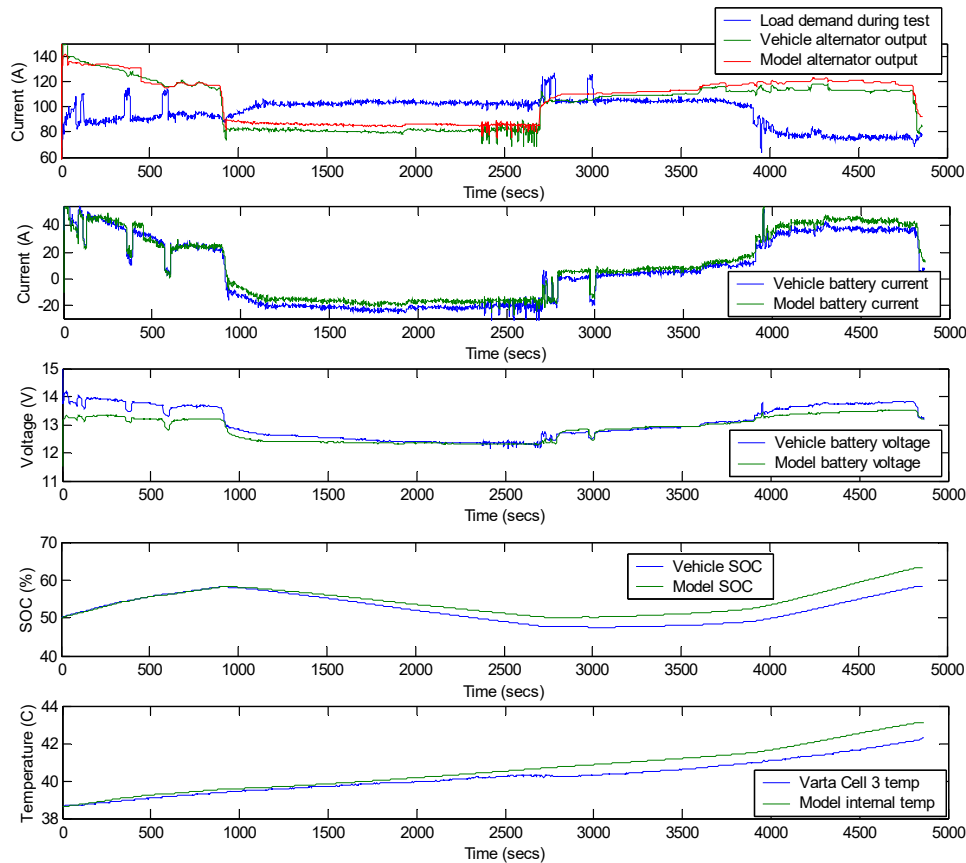 Load demand during test
Vehicle alternator output
Model alternator output
Current (A)
140
120
100
80
60
0 500 1000 1500 2000 2500 3000 3500 4000 4500 5000
Time (secs)
Current (A)
40
20
0
-20
0 500 1000 1500 2000 2500 3000 3500 4000 4500 5000
Time (secs)
Vehicle battery current
Model battery current
Voltage (V)
15
14
13
12
11
0 500 1000 1500 2000 2500 3000 3500 4000 4500 5000
Time (secs)
Vehicle battery voltage
Model battery voltage
SOC (%)
70
60
50
40
0 500 1000 1500 2000 2500 3000 3500 4000 4500 5000
Time (secs)
Vehicle SOC
Model SOC
Temperature (C)
44
42
40
38
0 500 1000 1500 2000 2500 3000 3500 4000 4500 5000
Time (secs)
Varta Cell 3 temp
Model internal temp